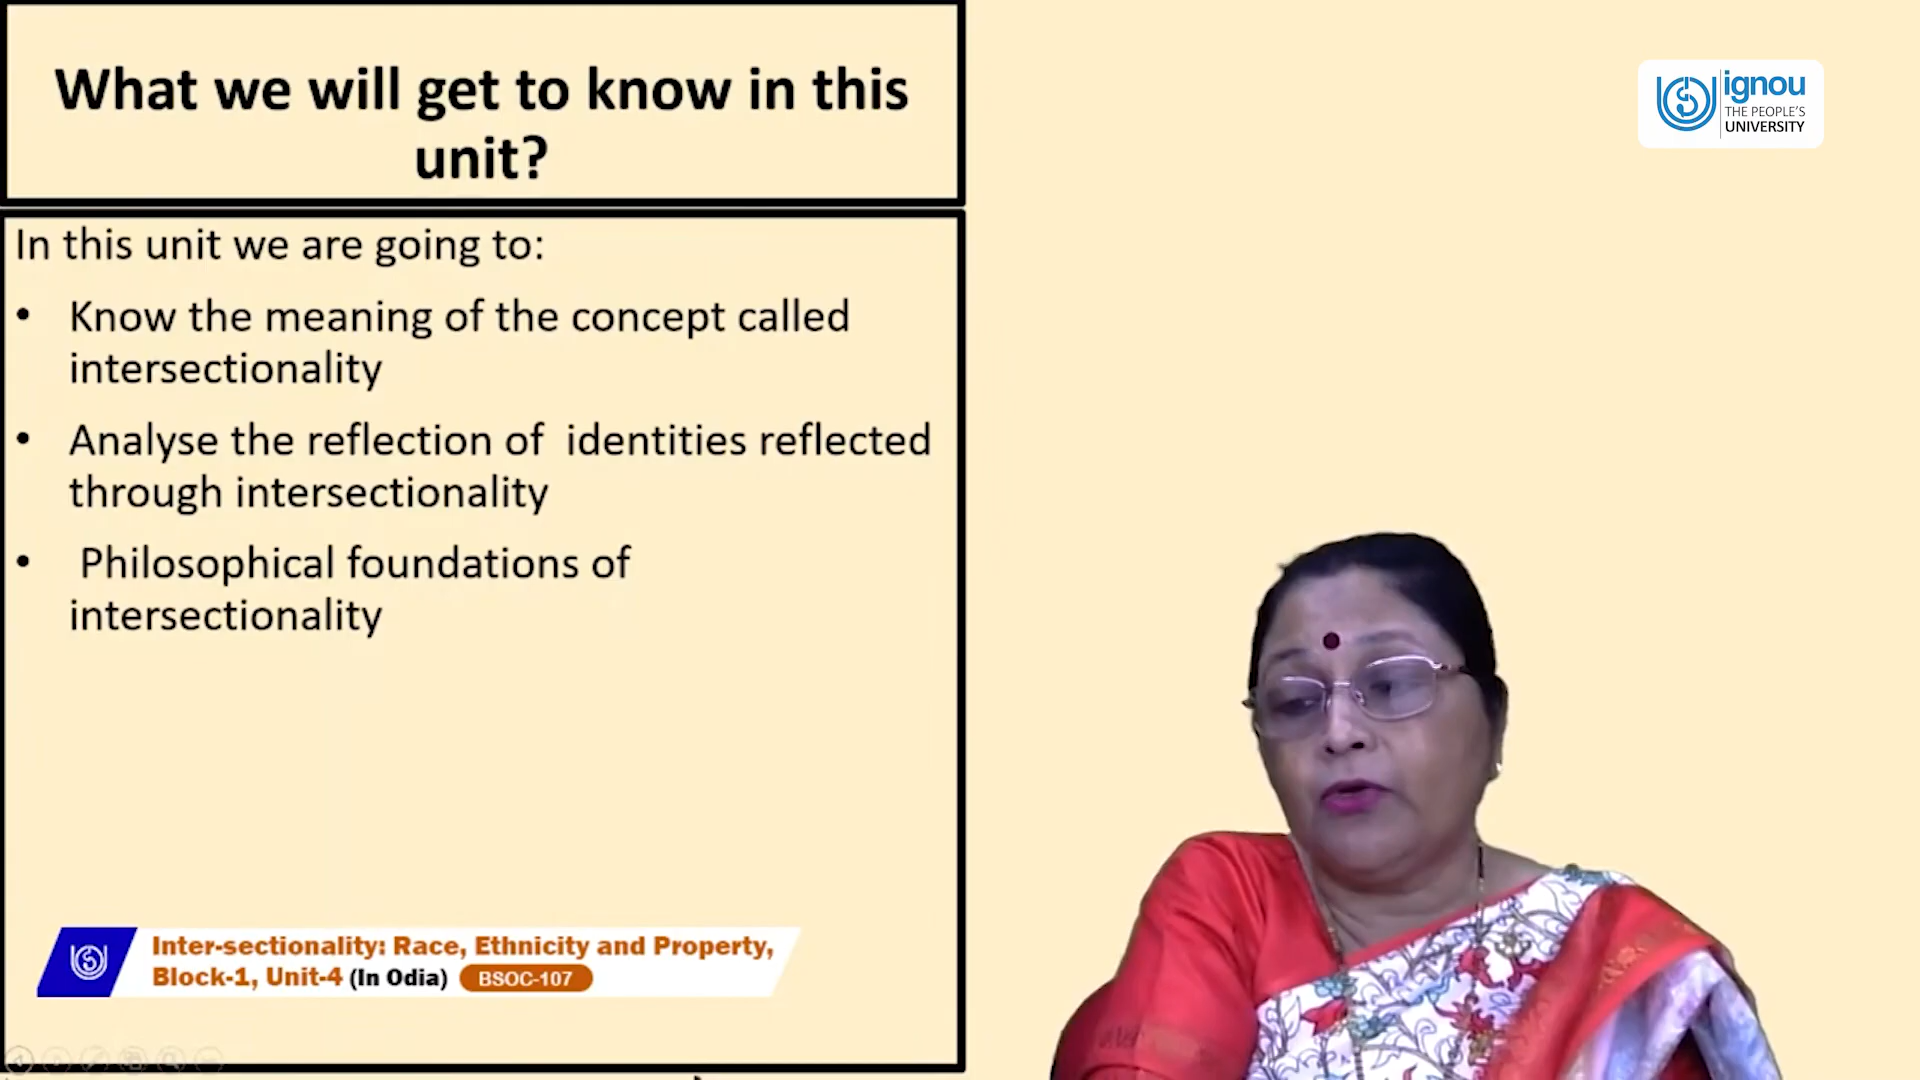 What we will get to know in this
unit?
In this unit we are going to:
• Know the meaning of the concept called
intersectionality
• Analyse the reflection of  identities reflected
through intersectionality
• Philosophical foundations of
intersectionality
Inter-sectionality: Race, Ethnicity and Property,
Block-1, Unit-4 (In Odia) BSOC-107
ignou
THE PEOPLE'S
UNIVERSITY